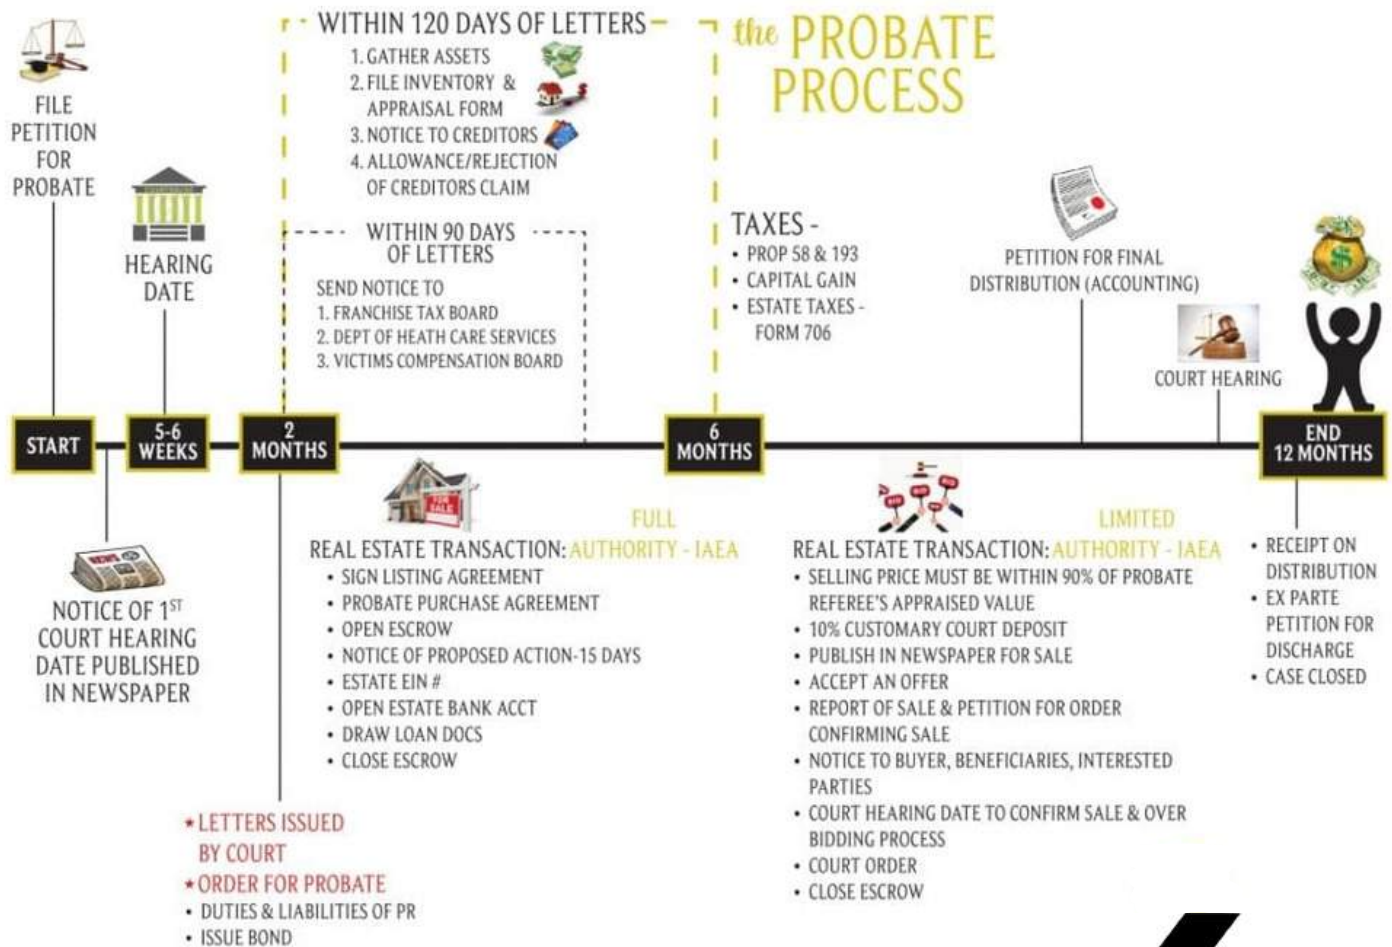 the PROBATE
PROCESS
FILE
PETITION
FOR
PROBATE
HEARING
DATE
WITHIN 120 DAYS OF LETTERS
1. GATHER ASSETS
2. FILE INVENTORY &
APPRAISAL FORM
3. NOTICE TO CREDITORS
4. ALLOWANCE/REJECTION
OF CREDITORS CLAIM
WITHIN 90 DAYS
OF LETTERS
SEND NOTICE TO
1. FRANCHISE TAX BOARD
2. DEPT OF HEATH CARE SERVICES
3. VICTIMS COMPENSATION BOARD
TAXES -
• PROP 58 & 193
• CAPITAL GAIN
• ESTATE TAXES -
FORM 706
PETITION FOR FINAL
DISTRIBUTION (ACCOUNTING)
COURT HEARING
START
5-6
WEEKS
2
MONTHS
6
MONTHS
END
12 MONTHS
NEWS
NOTICE OF 1ST
COURT HEARING
DATE PUBLISHED
IN NEWSPAPER
★LETTERS ISSUED
BY COURT
★ORDER FOR PROBATE
• DUTIES & LIABILITIES OF PR
• ISSUE BOND
FOR
SALE
FULL
REAL ESTATE TRANSACTION: AUTHORITY - IAEA
• SIGN LISTING AGREEMENT
• PROBATE PURCHASE AGREEMENT
• OPEN ESCROW
• NOTICE OF PROPOSED ACTION-15 DAYS
• ESTATE EIN #
• OPEN ESTATE BANK ACCT
• DRAW LOAN DOCS
• CLOSE ESCROW
BID
BID
BID
BID
LIMITED
REAL ESTATE TRANSACTION: AUTHORITY - IAEA
• SELLING PRICE MUST BE WITHIN 90% OF PROBATE
REFEREE'S APPRAISED VALUE
• 10% CUSTOMARY COURT DEPOSIT
• PUBLISH IN NEWSPAPER FOR SALE
• ACCEPT AN OFFER
• REPORT OF SALE & PETITION FOR ORDER
CONFIRMING SALE
• NOTICE TO BUYER, BENEFICIARIES, INTERESTED
PARTIES
• COURT HEARING DATE TO CONFIRM SALE & OVER
BIDDING PROCESS
• COURT ORDER
• CLOSE ESCROW
• RECEIPT ON
DISTRIBUTION
• EX PARTE
PETITION FOR
DISCHARGE
• CASE CLOSED